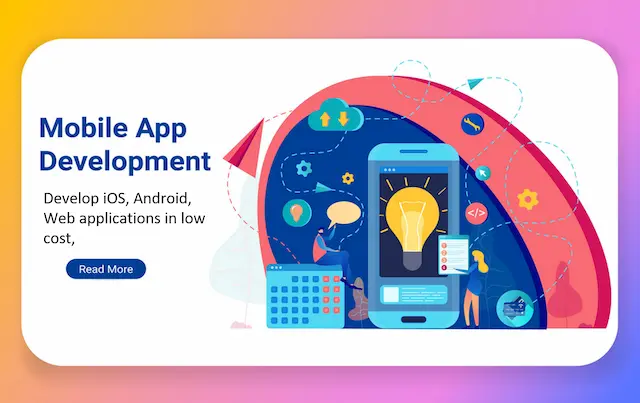 Mobile App
Development
Develop iOS, Android,
Web applications in low
cost,
Read More
</>